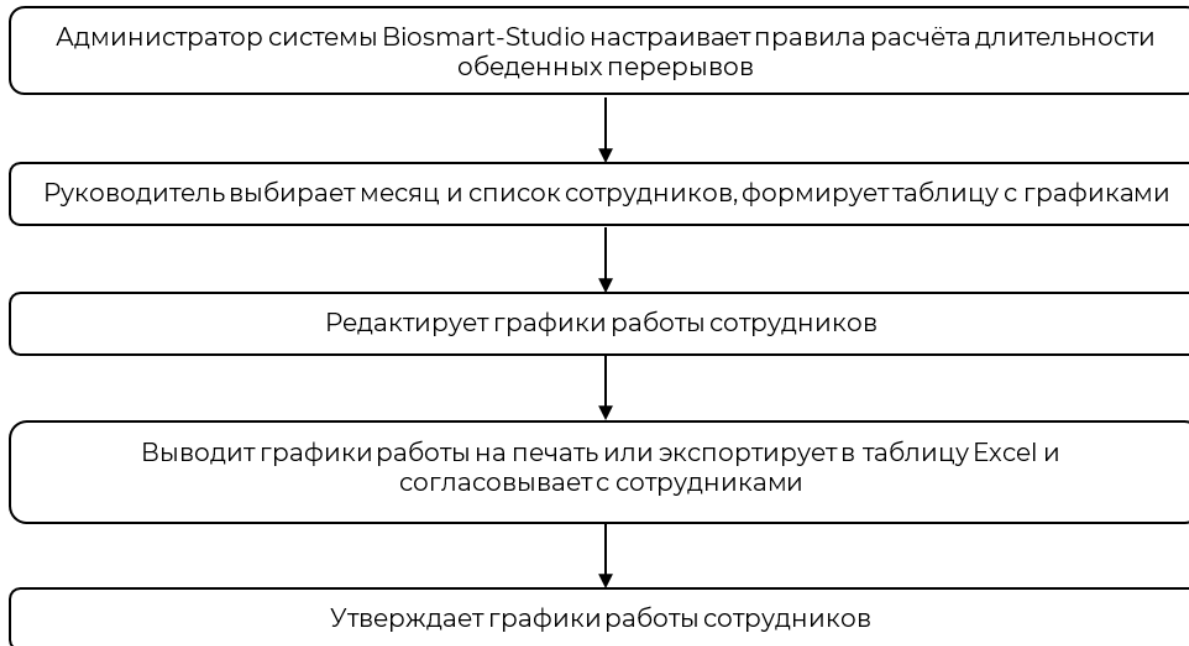 Администратор системы Biosmart-Studio настраивает правила расчёта длительности
обеденных перерывов
Руководитель выбирает месяц и список сотрудников, формирует таблицу с графиками
Редактирует графики работы сотрудников
Выводит графики работы на печать или экспортирует в таблицу Excel и
согласовывает с сотрудниками
Утверждает графики работы сотрудников